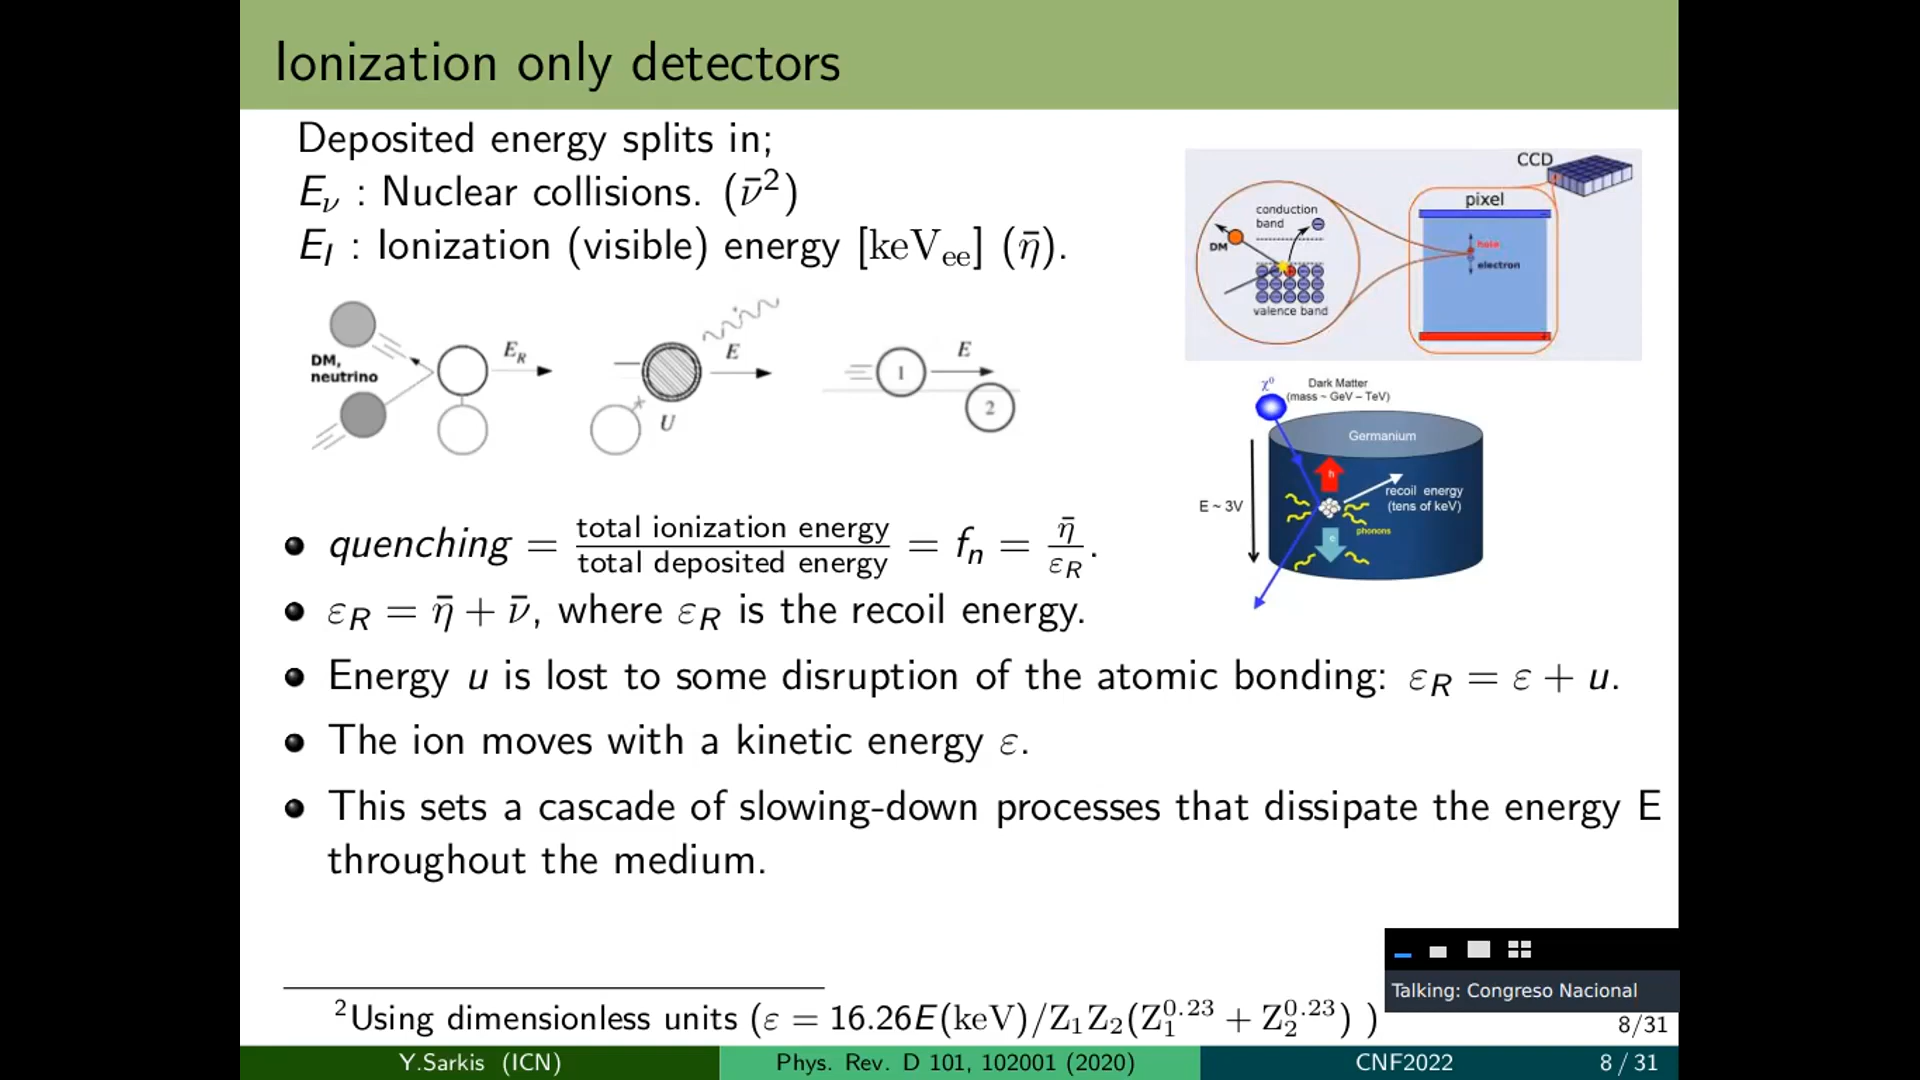 Ionization only detectors
Deposited energy splits in;
E_ν : Nuclear collisions. (ν̄²)
E_I : Ionization (visible) energy [keV_ee] (η̄).
CCD
pixel
conduction
band
DM
hole
electron
valence band
DM,
neutrino
E_R
E
U
E
1
2
χ⁰
Dark Matter
(mass ~ GeV – TeV)
Germanium
h
E ~ 3V
recoil energy
(tens of keV)
phonons
e
• quenching = total ionization energy / total deposited energy = f_n = η̄ / ε_R.
• ε_R = η̄ + ν̄, where ε_R is the recoil energy.
• Energy u is lost to some disruption of the atomic bonding: ε_R = ε + u.
• The ion moves with a kinetic energy ε.
• This sets a cascade of slowing-down processes that dissipate the energy E
throughout the medium.
²Using dimensionless units (ε = 16.26E(keV)/Z₁Z₂(Z₁^0.23 + Z₂^0.23) )
Talking: Congreso Nacional
8/31
Y.Sarkis (ICN)
Phys. Rev. D 101, 102001 (2020)
CNF2022
8 / 31